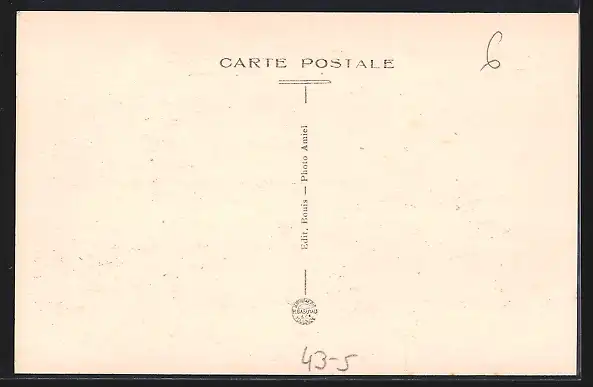 CARTE POSTALE
6
Edit. Bouis — Photo Amiel
43-5